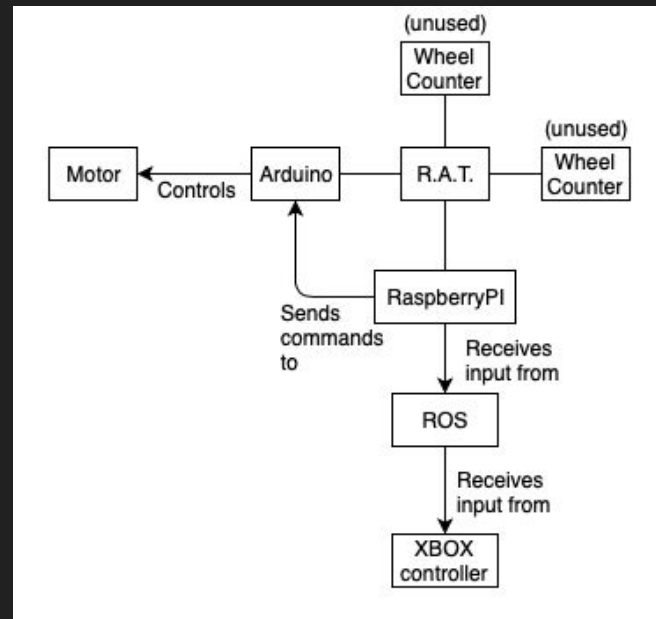 (unused)
Wheel
Counter
(unused)
Motor
Controls
Arduino
R.A.T.
Wheel
Counter
RaspberryPI
Sends
commands
to
Receives
input from
ROS
Receives
input from
XBOX
controller